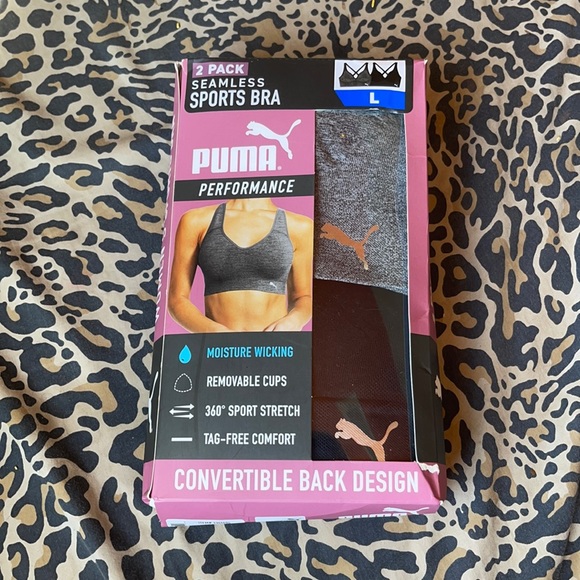 2 PACK
SEAMLESS
SPORTS BRA
L
PUMA
PERFORMANCE
MOISTURE WICKING
REMOVABLE CUPS
360° SPORT STRETCH
TAG-FREE COMFORT
CONVERTIBLE BACK DESIGN